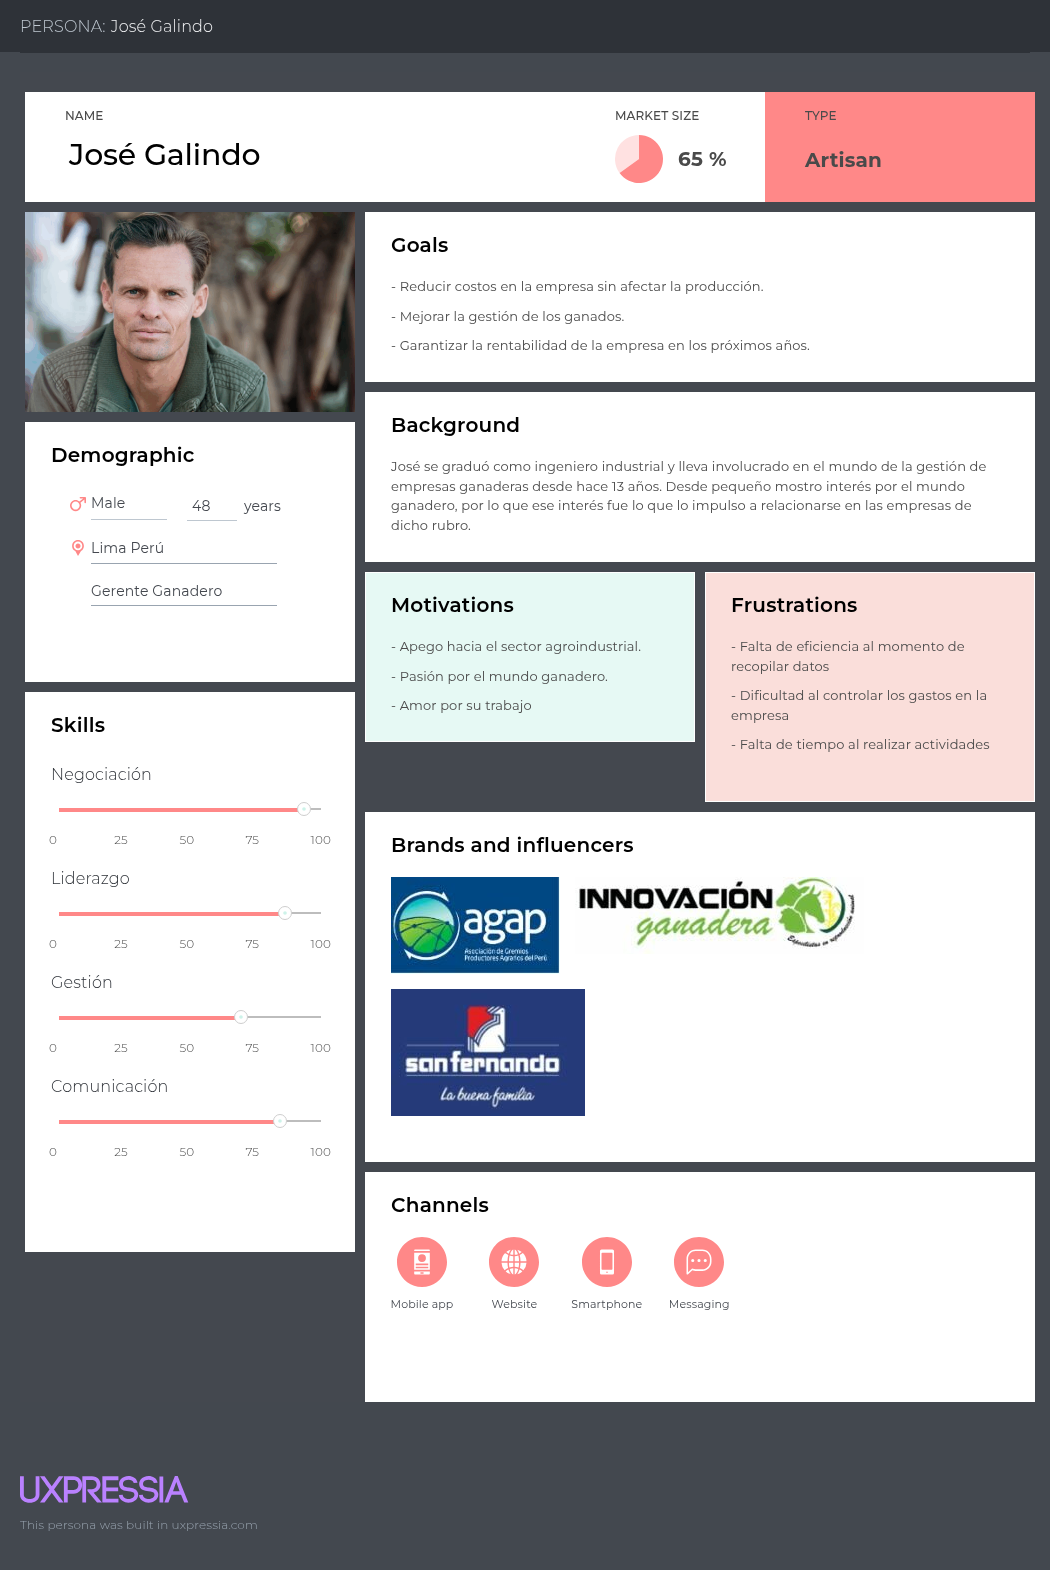 PERSONA: José Galindo
NAME
José Galindo
MARKET SIZE
65 %
TYPE
Artisan
Goals
- Reducir costos en la empresa sin afectar la producción.
- Mejorar la gestión de los ganados.
- Garantizar la rentabilidad de la empresa en los próximos años.
Background
José se graduó como ingeniero industrial y lleva involucrado en el mundo de la gestión de
empresas ganaderas desde hace 13 años. Desde pequeño mostro interés por el mundo
ganadero, por lo que ese interés fue lo que lo impulso a relacionarse en las empresas de
dicho rubro.
Demographic
Male
48 years
Lima Perú
Gerente Ganadero
Motivations
- Apego hacia el sector agroindustrial.
- Pasión por el mundo ganadero.
- Amor por su trabajo
Frustrations
- Falta de eficiencia al momento de
recopilar datos
- Dificultad al controlar los gastos en la
empresa
- Falta de tiempo al realizar actividades
Skills
Negociación
0 25 50 75 100
Liderazgo
0 25 50 75 100
Gestión
0 25 50 75 100
Comunicación
0 25 50 75 100
Brands and influencers
agap
Asociación de Gremios
Productores Agrarios del Perú
INNOVACIÓN
ganadera
Especialistas en reproducción animal
san fernando
La buena familia
Channels
Mobile app
Website
Smartphone
Messaging
UXPRESSIA
This persona was built in uxpressia.com